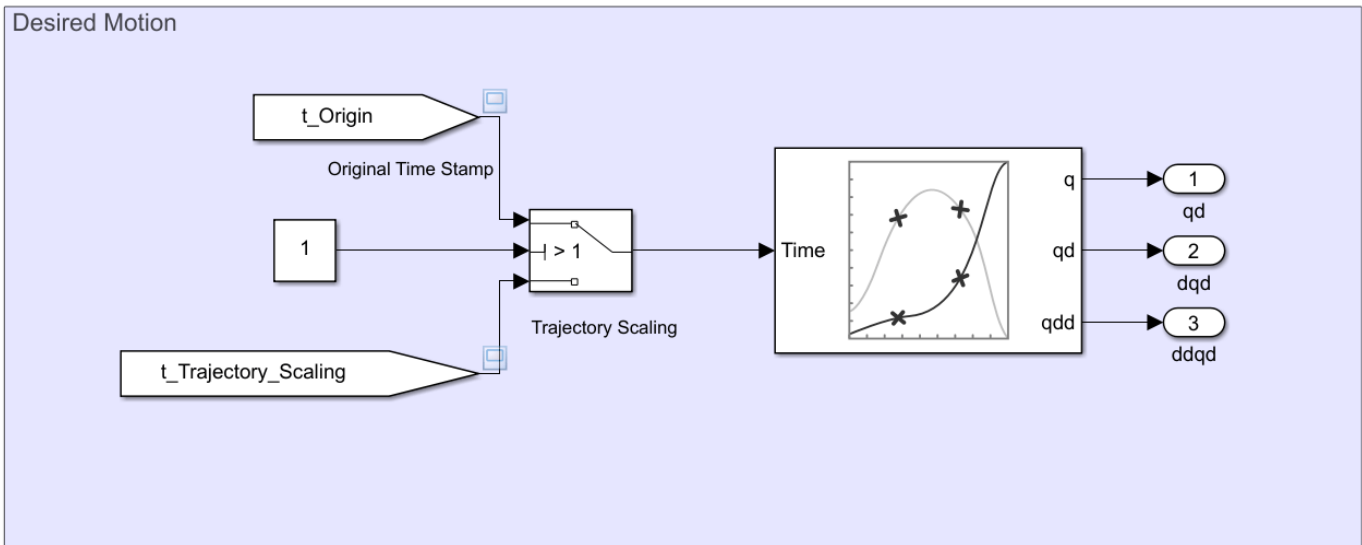 Desired Motion
t_Origin
Original Time Stamp
1
> 1
Trajectory Scaling
t_Trajectory_Scaling
Time
q
qd
qdd
1
qd
2
dqd
3
ddqd